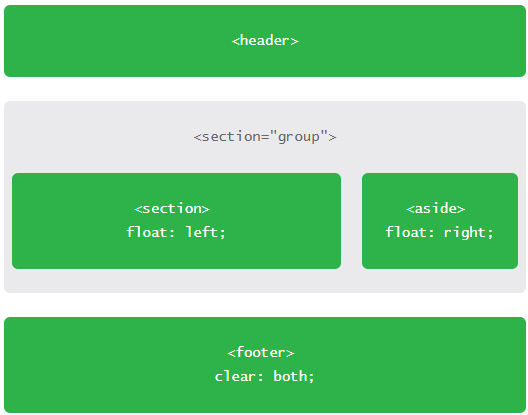 <header>
<section="group">
<section>
float: left;
<aside>
float: right;
<footer>
clear: both;